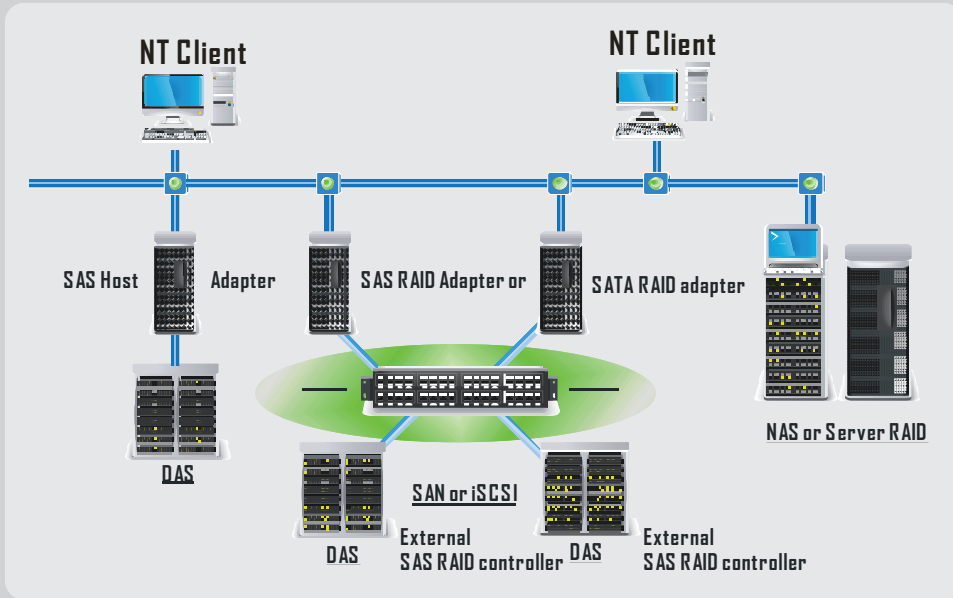 NT Client
NT Client
SAS Host
Adapter
SAS RAID Adapter or
SATA RAID adapter
NAS or Server RAID
DAS
SAN or iSCSI
DAS
External
SAS RAID controller
DAS
External
SAS RAID controller